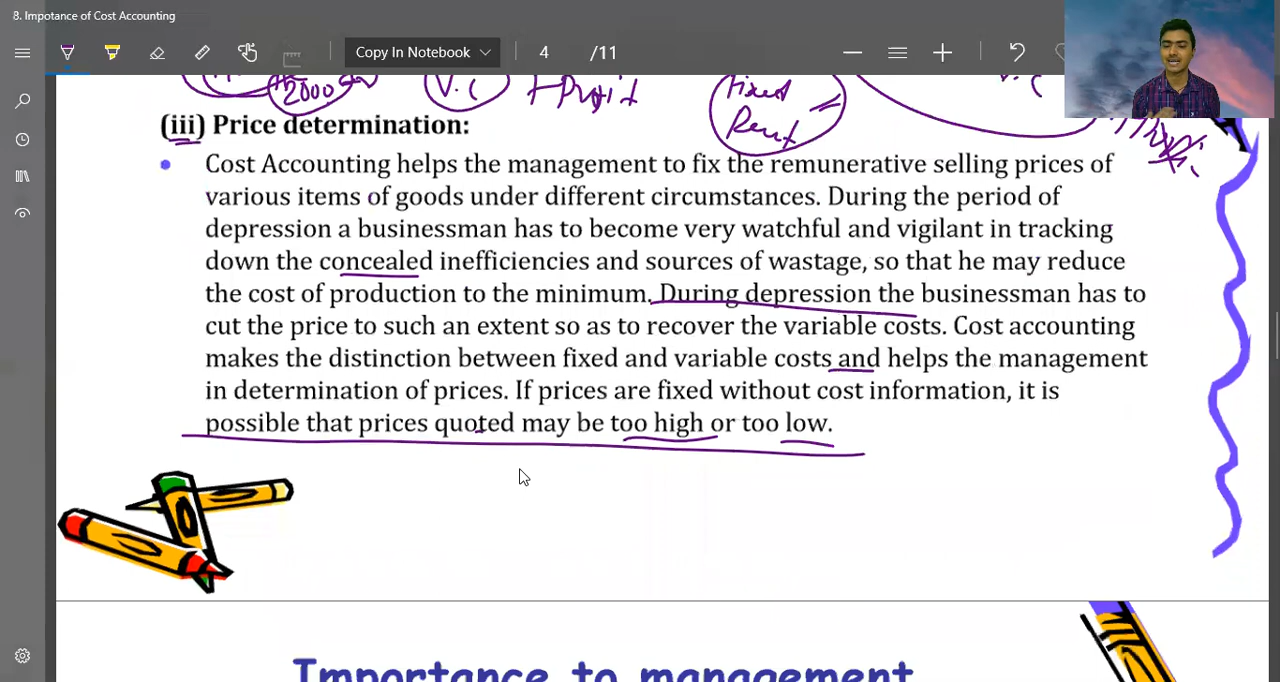 8. Impotance of Cost Accounting
Copy In Notebook
4 /11
2000
V.C + Profit
Fixed Rent
V.C
(iii) Price determination:
Cost Accounting helps the management to fix the remunerative selling prices of
various items of goods under different circumstances. During the period of
depression a businessman has to become very watchful and vigilant in tracking
down the concealed inefficiencies and sources of wastage, so that he may reduce
the cost of production to the minimum. During depression the businessman has to
cut the price to such an extent so as to recover the variable costs. Cost accounting
makes the distinction between fixed and variable costs and helps the management
in determination of prices. If prices are fixed without cost information, it is
possible that prices quoted may be too high or too low.
Importance to management